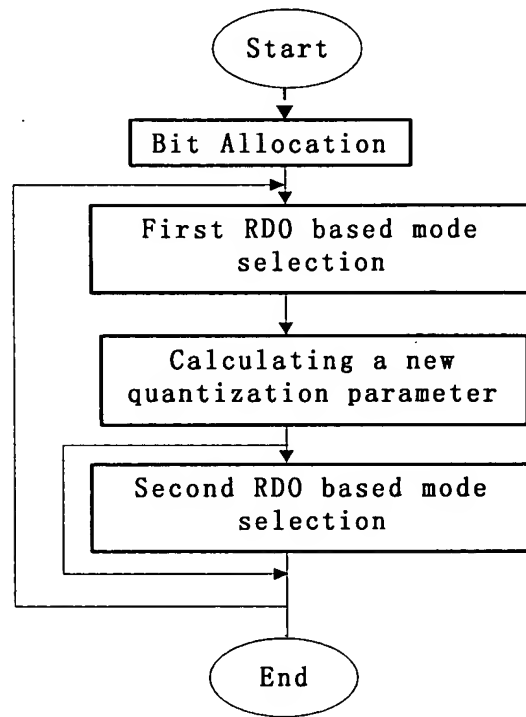 Start
Bit Allocation
First RDO based mode
selection
Calculating a new
quantization parameter
Second RDO based mode
selection
End